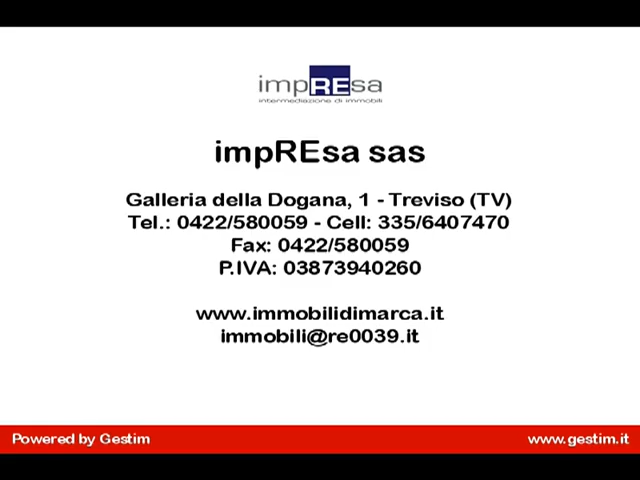 impREsa
intermediazione di immobili
impREsa sas
Galleria della Dogana, 1 - Treviso (TV)
Tel.: 0422/580059 - Cell: 335/6407470
Fax: 0422/580059
P.IVA: 03873940260
www.immobilidimarca.it
immobili@re0039.it
Powered by Gestim
www.gestim.it